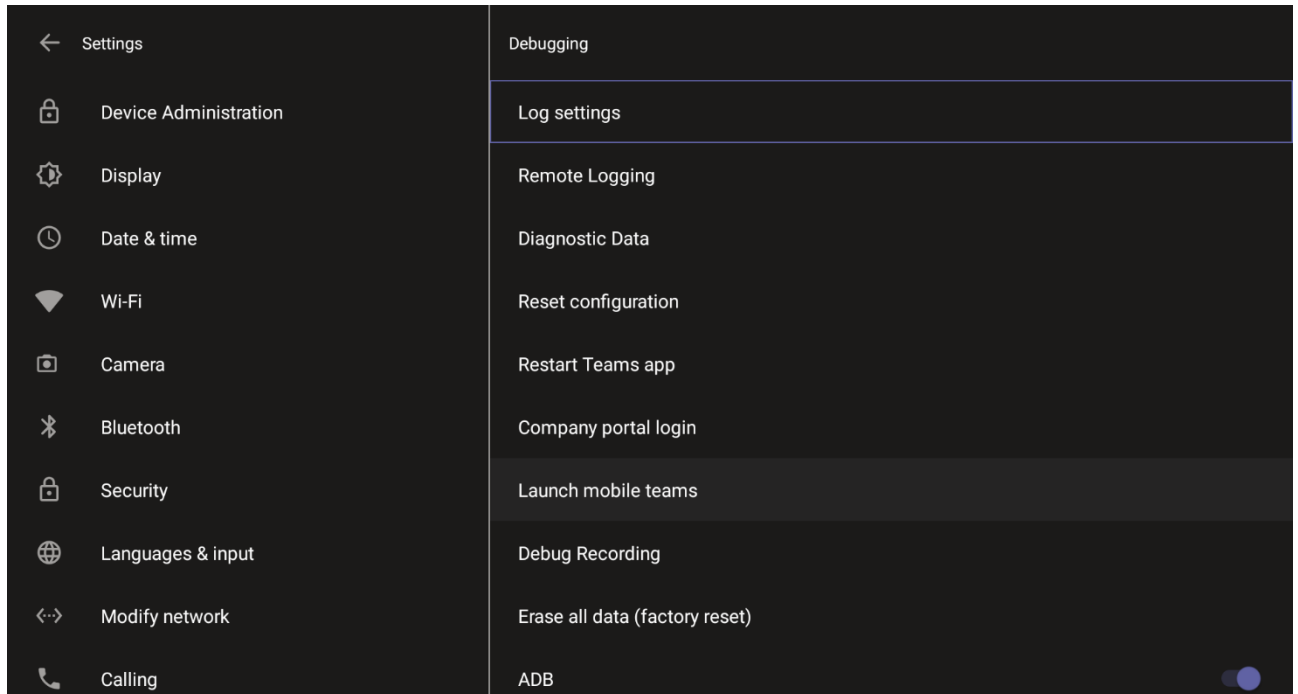 Settings
Device Administration
Display
Date & time
Wi-Fi
Camera
Bluetooth
Security
Languages & input
Modify network
Calling
Debugging
Log settings
Remote Logging
Diagnostic Data
Reset configuration
Restart Teams app
Company portal login
Launch mobile teams
Debug Recording
Erase all data (factory reset)
ADB